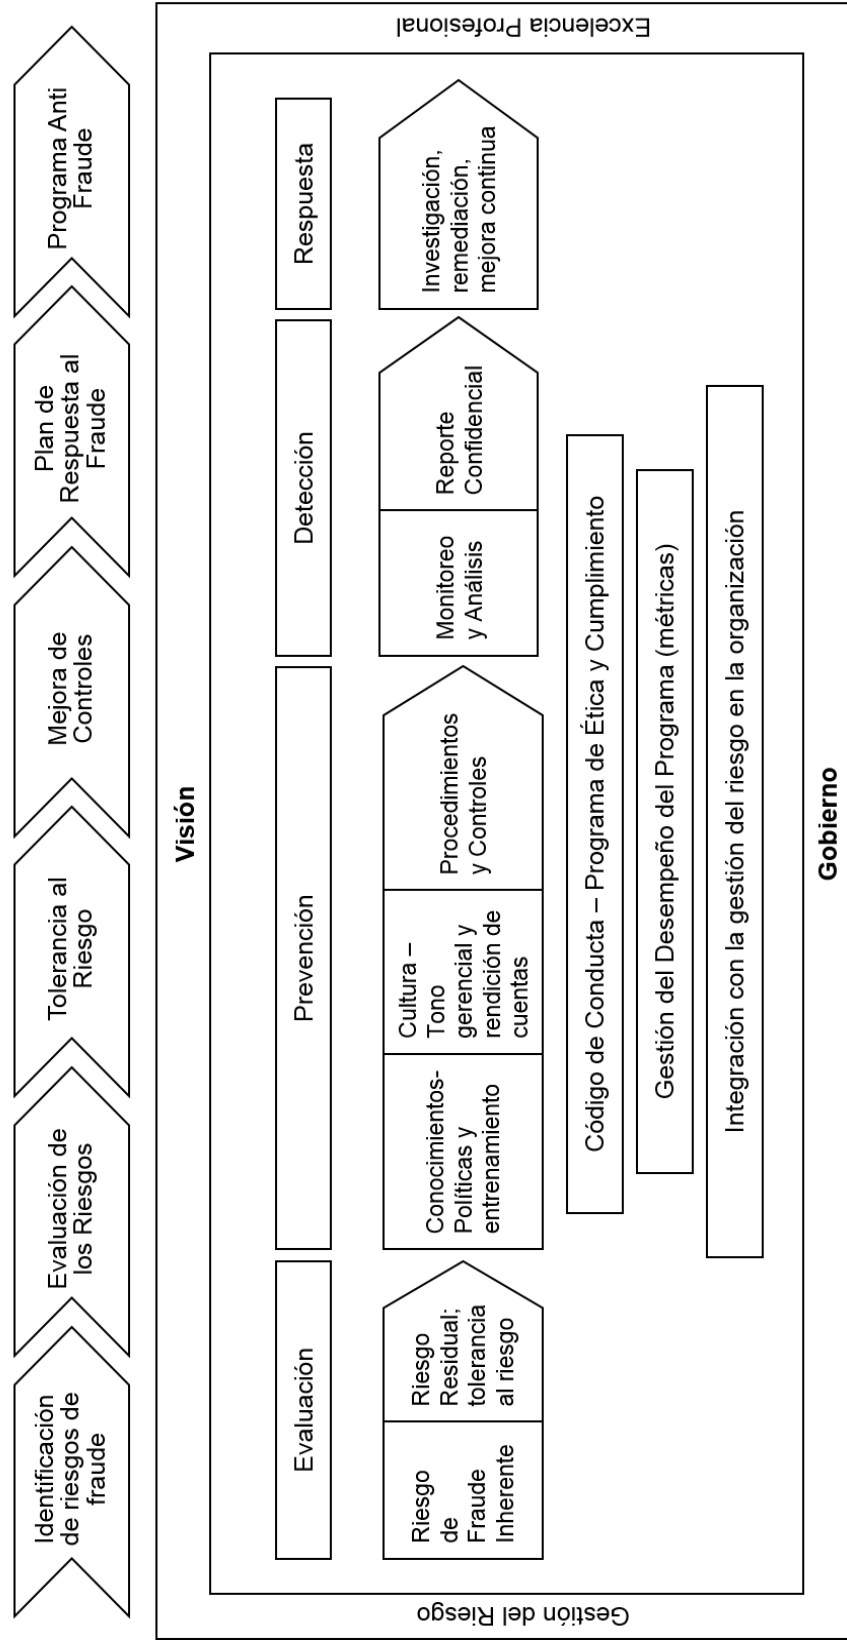 Identificación
de riesgos de
fraude
Evaluación de
los Riesgos
Tolerancia al
Riesgo
Mejora de
Controles
Plan de
Respuesta al
Fraude
Programa Anti
Fraude
Visión
Gestión del Riesgo
Excelencia Profesional
Evaluación
Prevención
Detección
Respuesta
Riesgo
de
Fraude
Inherente
Riesgo
Residual;
tolerancia
al riesgo
Conocimientos-
Políticas y
entrenamiento
Cultura –
Tono
gerencial y
rendición de
cuentas
Procedimientos
y Controles
Monitoreo
y Análisis
Reporte
Confidencial
Investigación,
remediación,
mejora continua
Código de Conducta – Programa de Ética y Cumplimiento
Gestión del Desempeño del Programa (métricas)
Integración con la gestión del riesgo en la organización
Gobierno